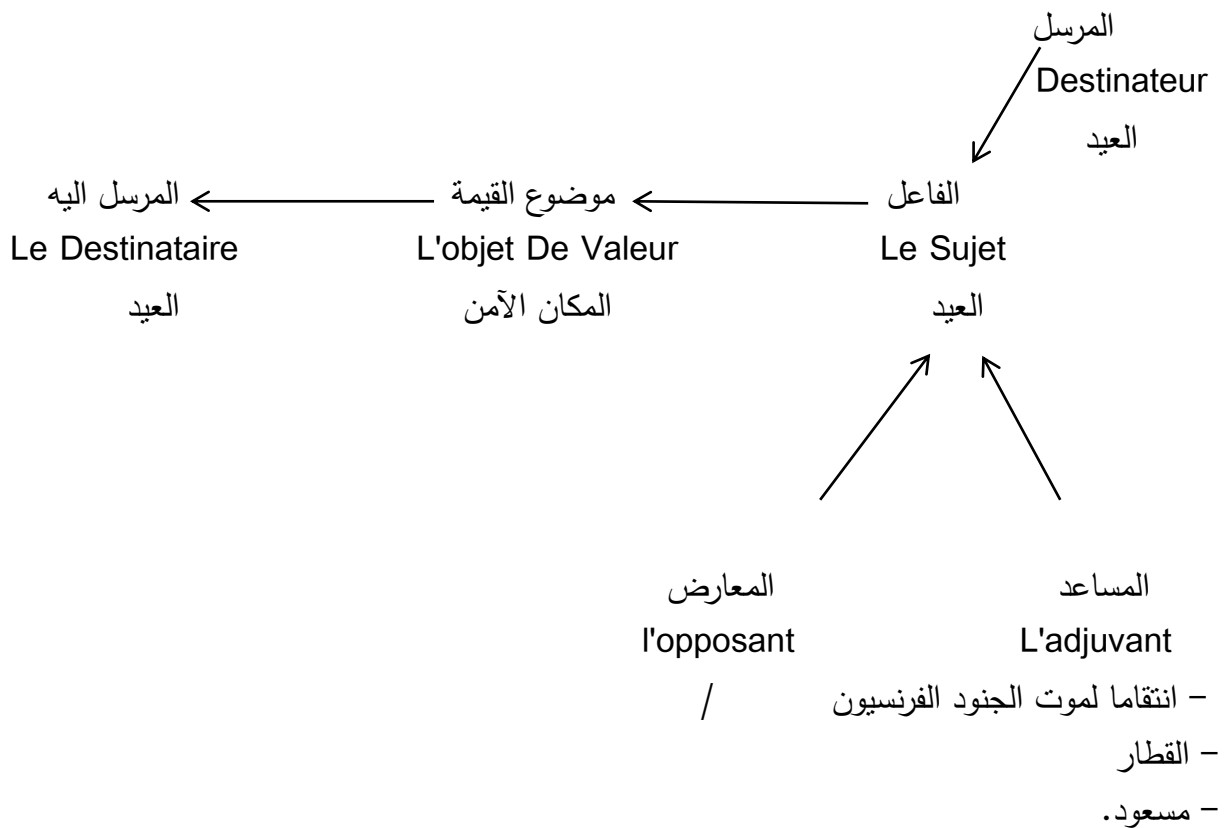 المرسل
Destinateur
العيد
الفاعل
موضوع القيمة
المرسل اليه
Le Sujet
L'objet De Valeur
Le Destinataire
العيد
المكان الآمن
العيد
المساعد
المعارض
L'adjuvant
l'opposant
- انتقاما لموت الجنود الفرنسيون
/
- القطار
- مسعود.